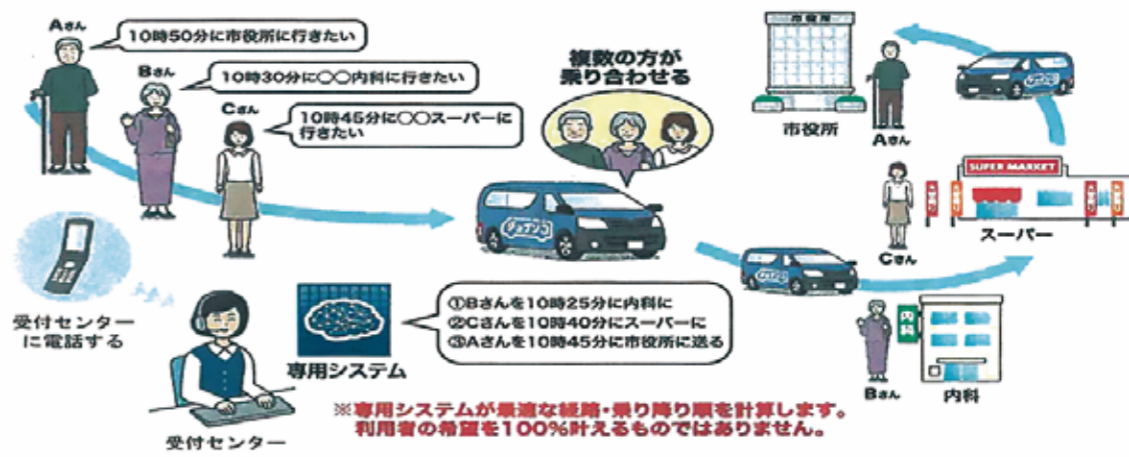 Aさん
10時50分に市役所に行きたい
Bさん
10時30分に○○内科に行きたい
Cさん
10時45分に○○スーパーに
行きたい
複数の方が
乗り合わせる
市役所
市役所
Aさん
SUPER MARKET
スーパー
Cさん
内科
Bさん
内科
受付センター
に電話する
専用システム
①Bさんを10時25分に内科に
②Cさんを10時40分にスーパーに
③Aさんを10時45分に市役所に送る
受付センター
※専用システムが最適な経路・乗り降り順を計算します。
利用者の希望を100%叶えるものではありません。